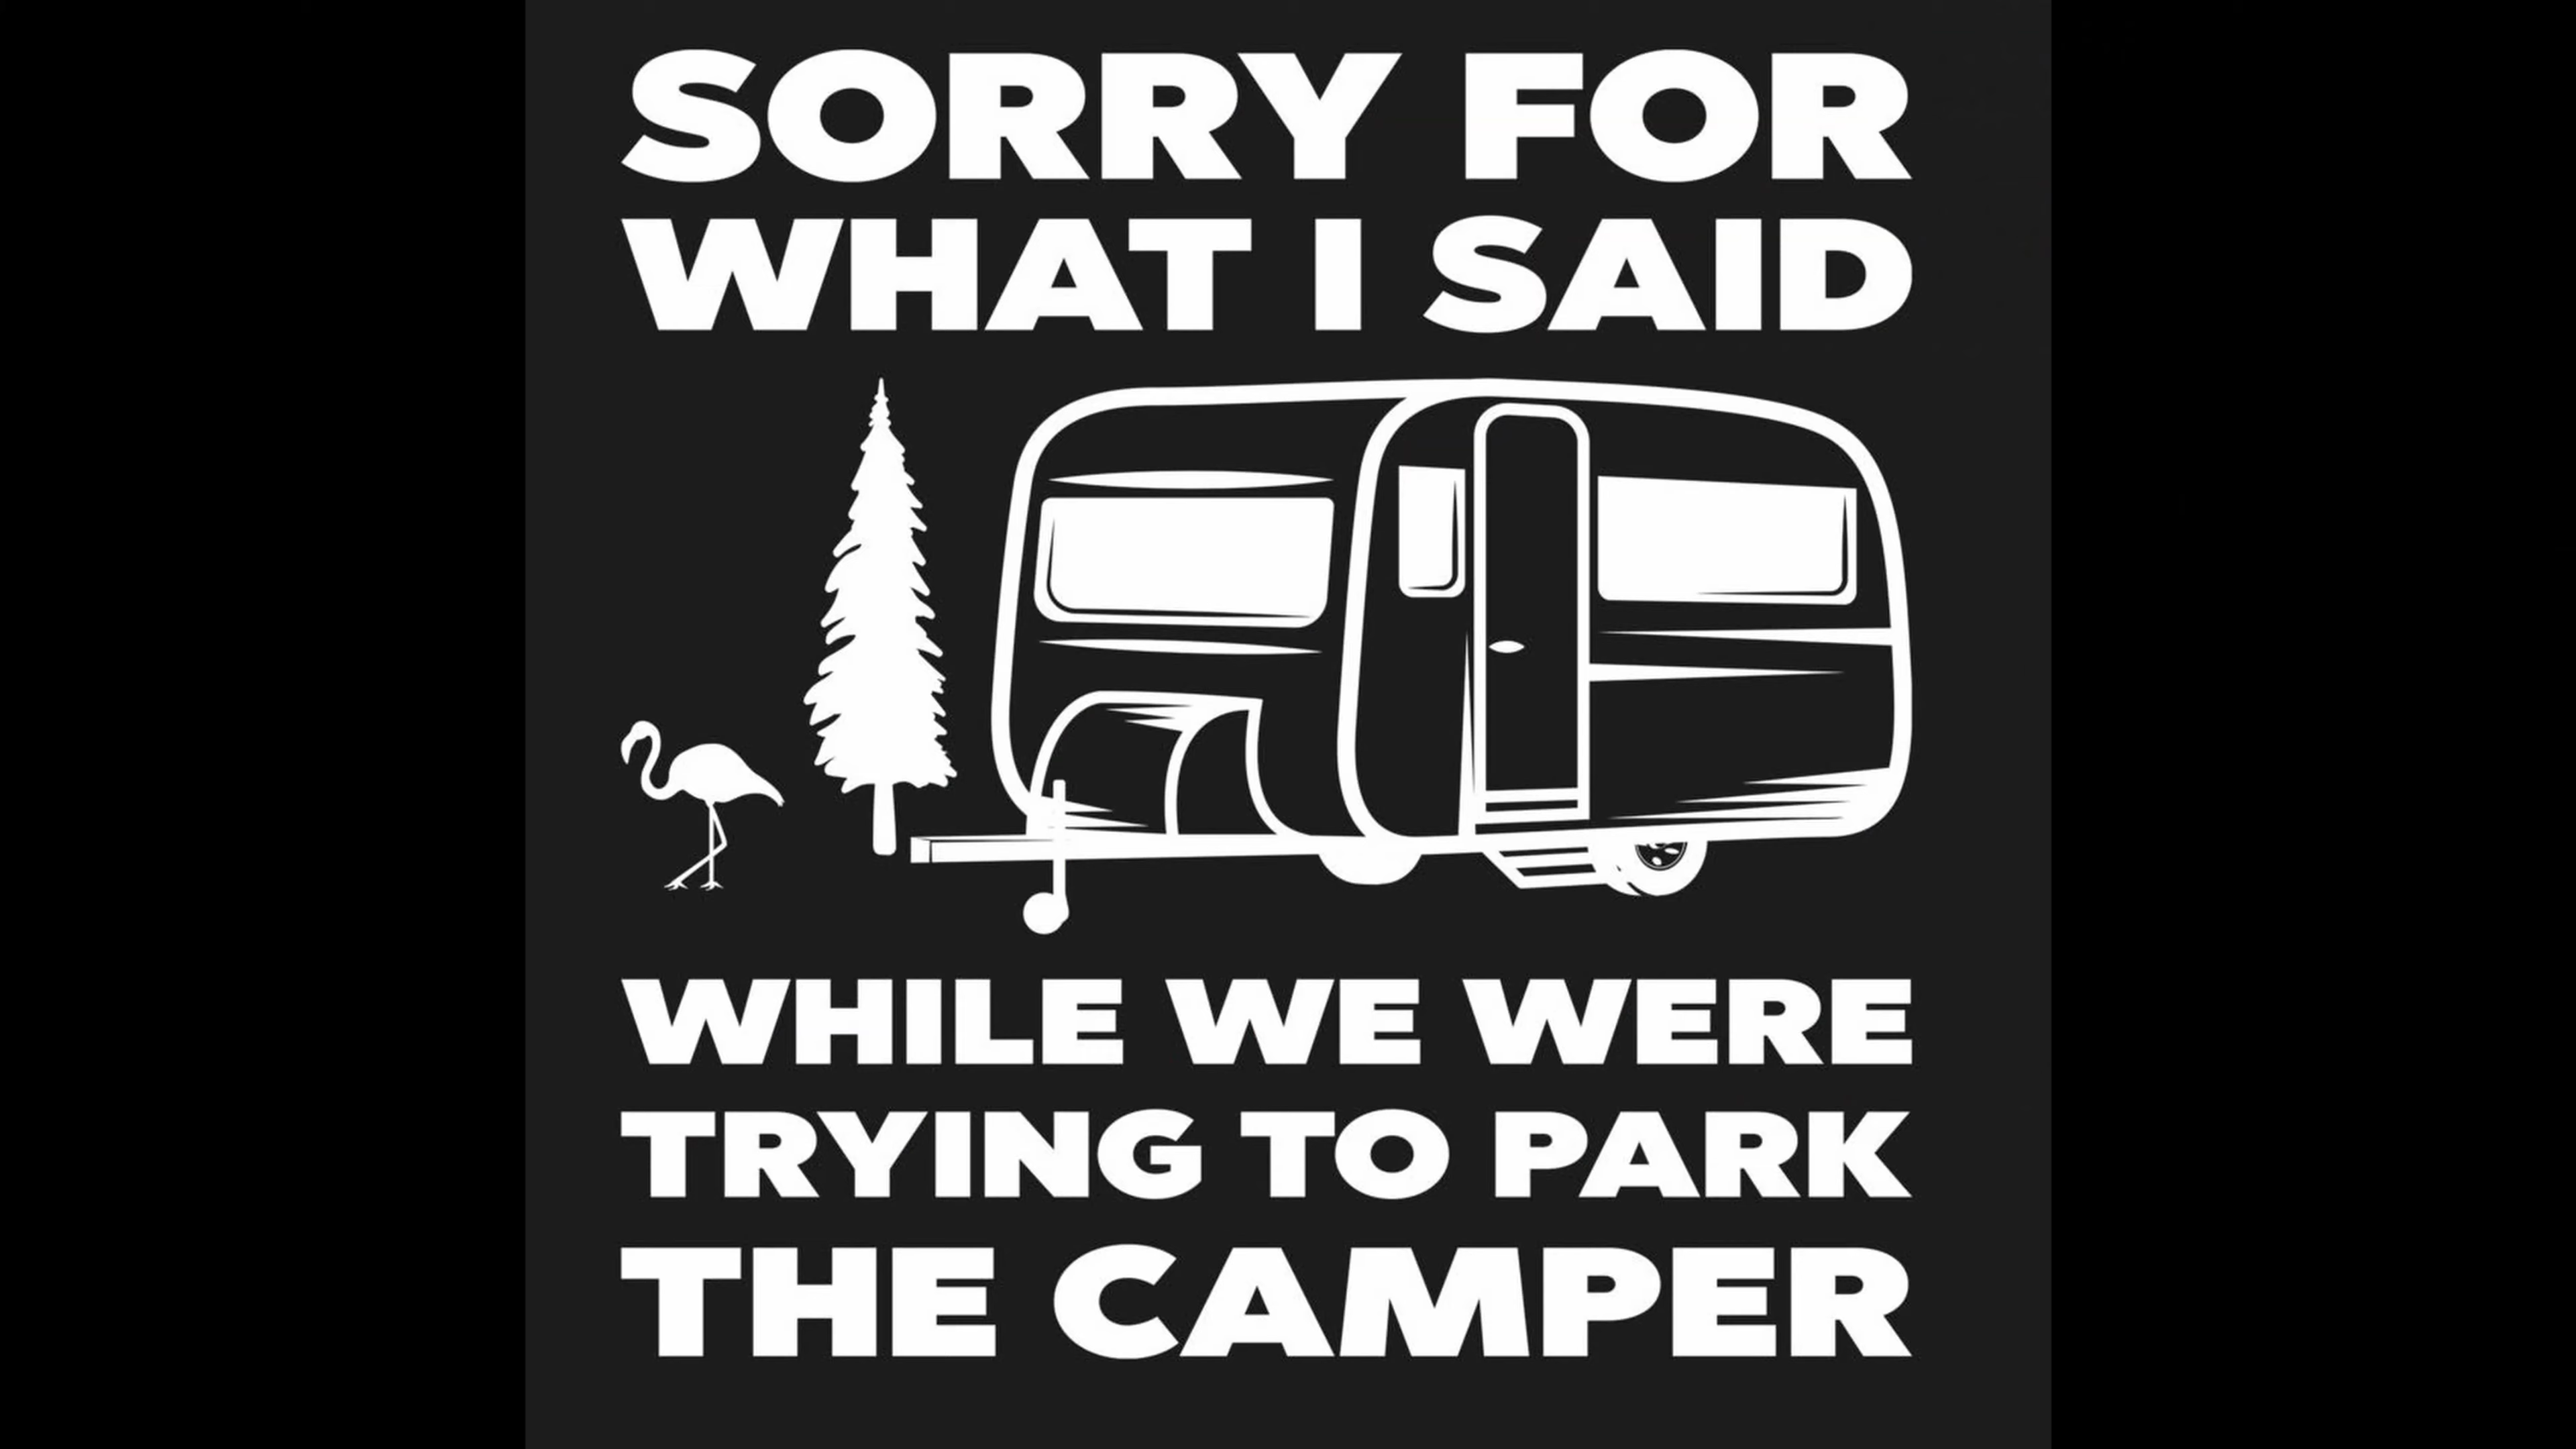 SORRY FOR
WHAT I SAID
WHILE WE WERE
TRYING TO PARK
THE CAMPER